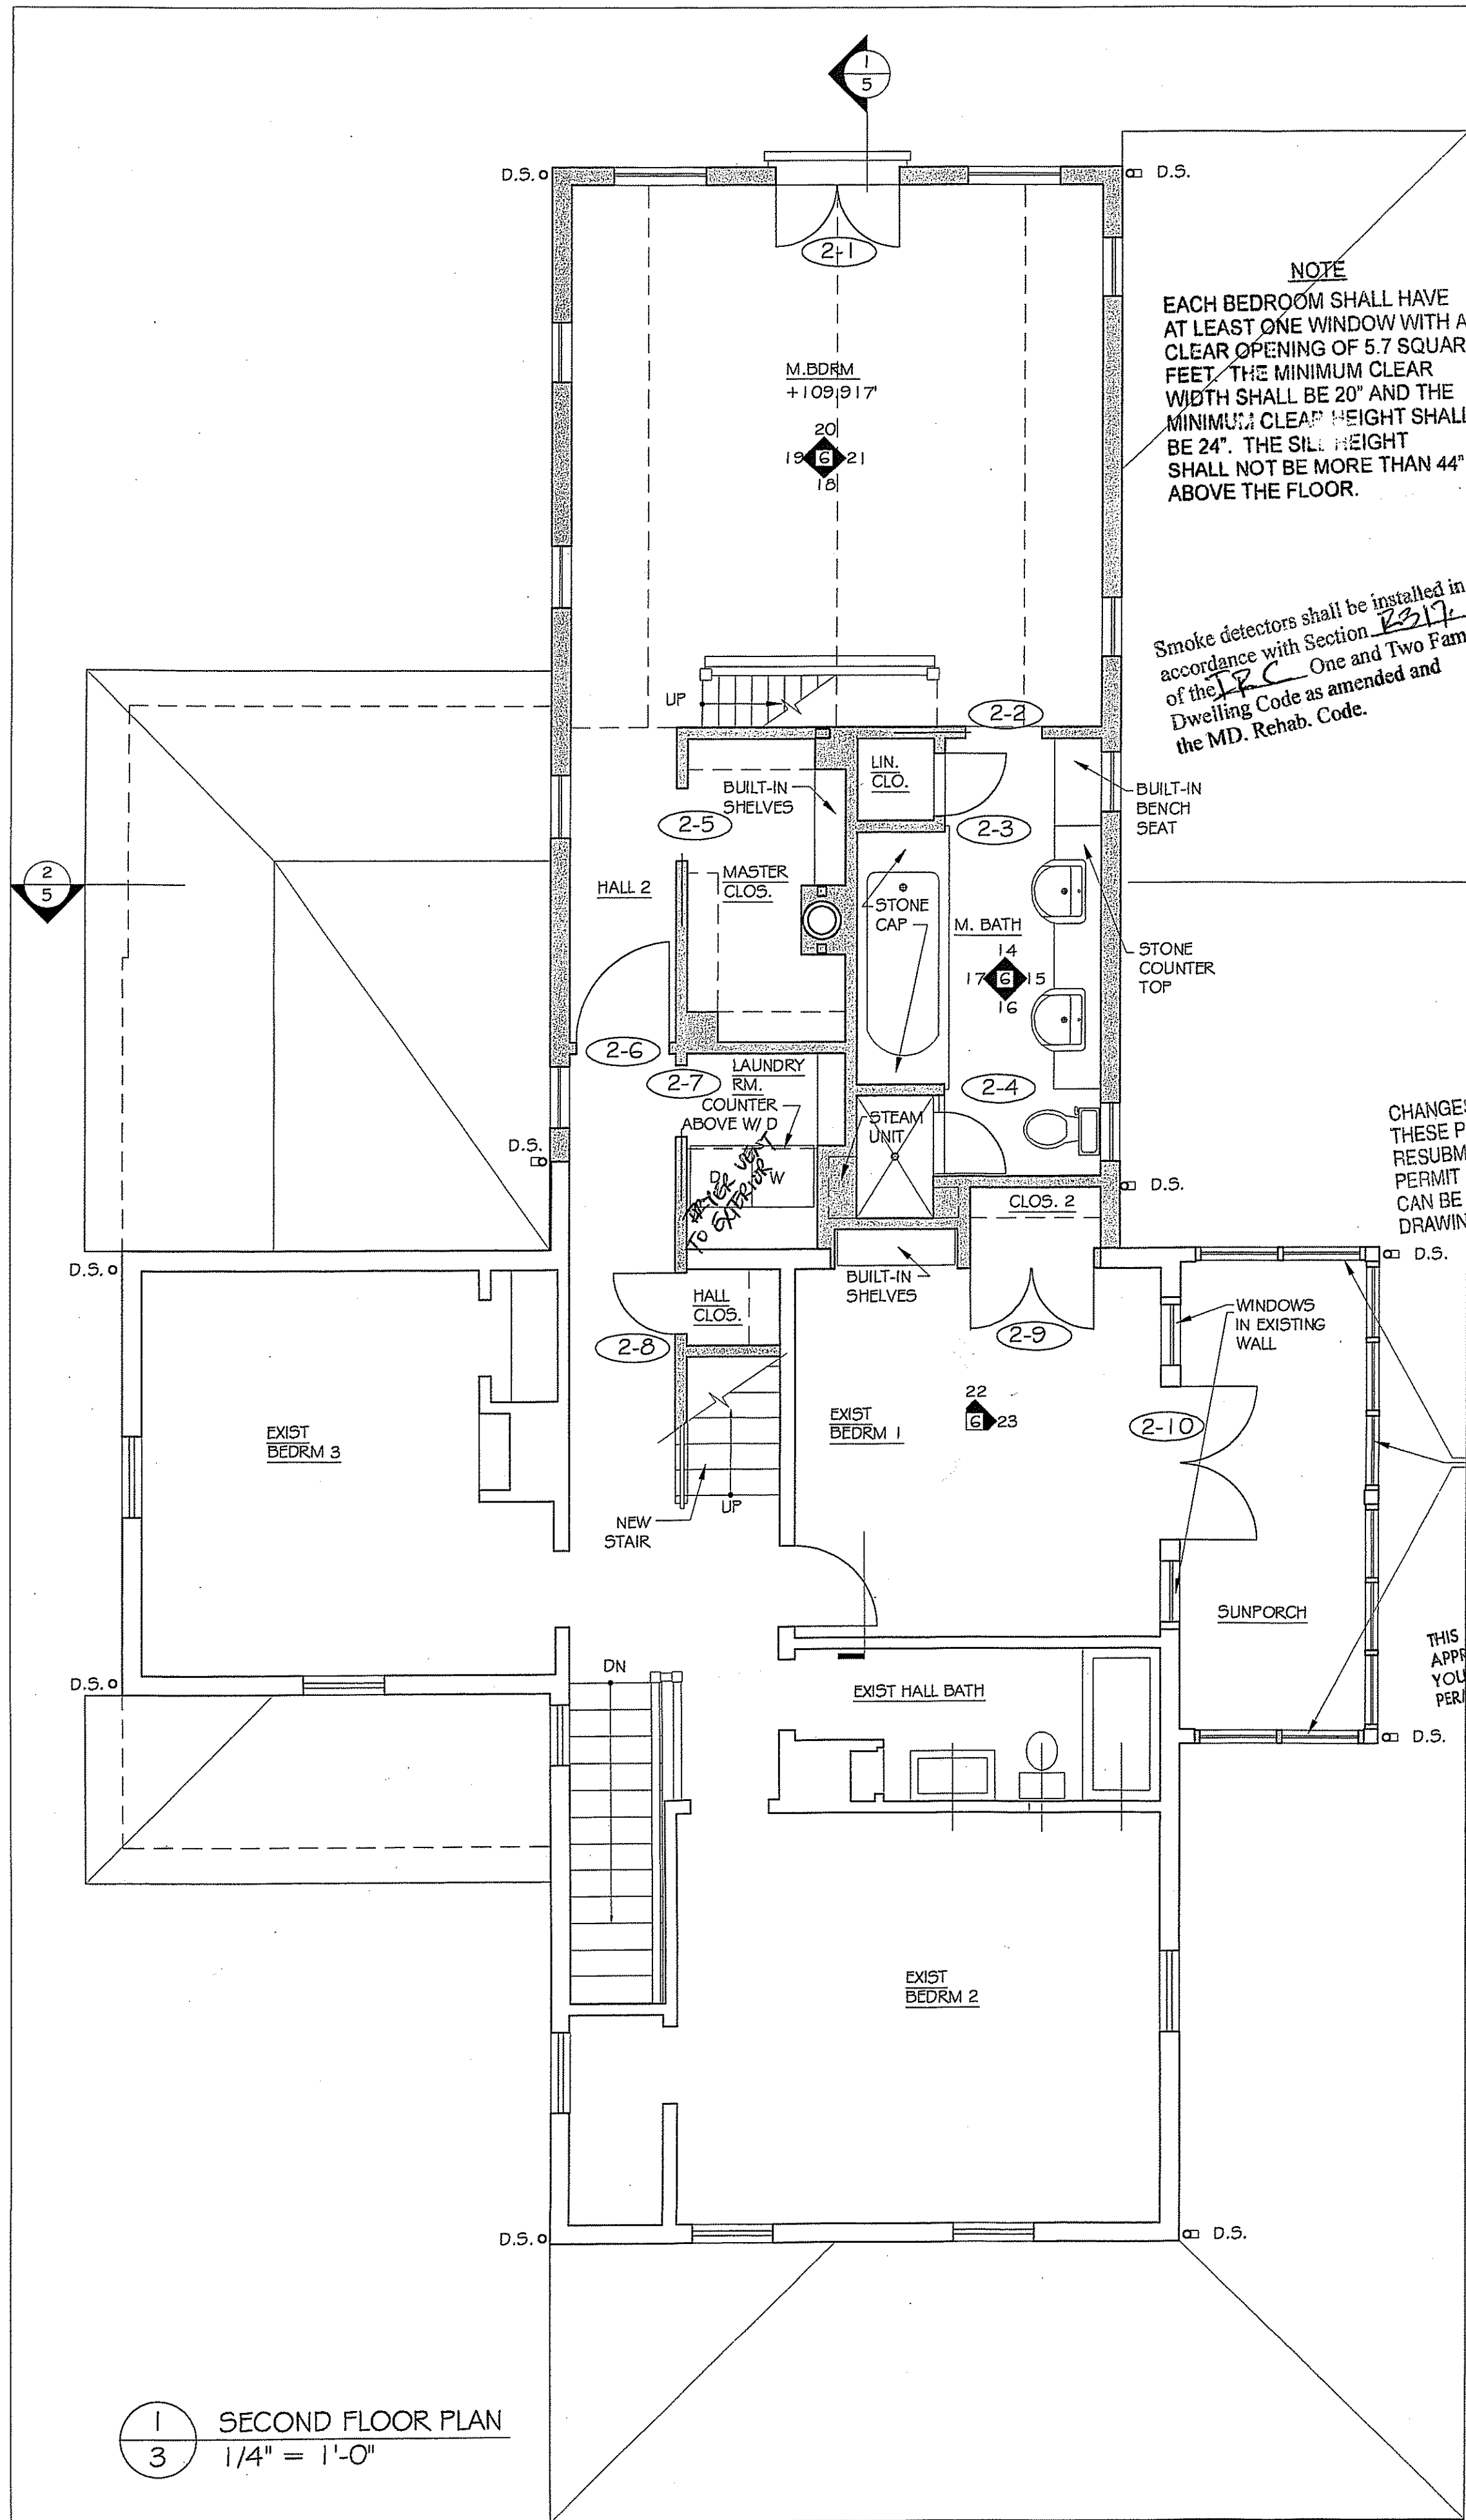 1
5
D.S.
D.S.
2-1
NOTE
EACH BEDROOM SHALL HAVE
AT LEAST ONE WINDOW WITH A
CLEAR OPENING OF 5.7 SQUAR
FEET. THE MINIMUM CLEAR
WIDTH SHALL BE 20" AND THE
MINIMUM CLEAR HEIGHT SHALL
BE 24". THE SILL HEIGHT
SHALL NOT BE MORE THAN 44"
ABOVE THE FLOOR.
M.BDRM
+109.917'
20
19 6 21
18
Smoke detectors shall be installed in
accordance with Section R317.
of the IRC One and Two Fam
Dwelling Code as amended and
the MD. Rehab. Code.
UP
2-2
LIN.
CLO.
BUILT-IN
SHELVES
BUILT-IN
BENCH
SEAT
2-5
2-3
2
5
HALL 2
MASTER
CLOS.
STONE
CAP
M. BATH
14
17 6 15
16
STONE
COUNTER
TOP
2-6
2-7
LAUNDRY
RM.
COUNTER
ABOVE W/ D
2-4
STEAM
UNIT
D W
DRYER VENT
TO EXTERIOR
D.S.
D.S.
CLOS. 2
CHANGES
THESE P
RESUBM
PERMIT
CAN BE
DRAWIN
D.S.
D.S.
BUILT-IN
SHELVES
HALL
CLOS.
WINDOWS
IN EXISTING
WALL
2-8
2-9
EXIST
BEDRM 3
EXIST
BEDRM 1
22
6 23
2-10
NEW
STAIR
UP
SUNPORCH
THIS
APPR
YOU
PER
DN
D.S.
EXIST HALL BATH
D.S.
EXIST
BEDRM 2
D.S.
D.S.
1
3
SECOND FLOOR PLAN
1/4" = 1'-0"